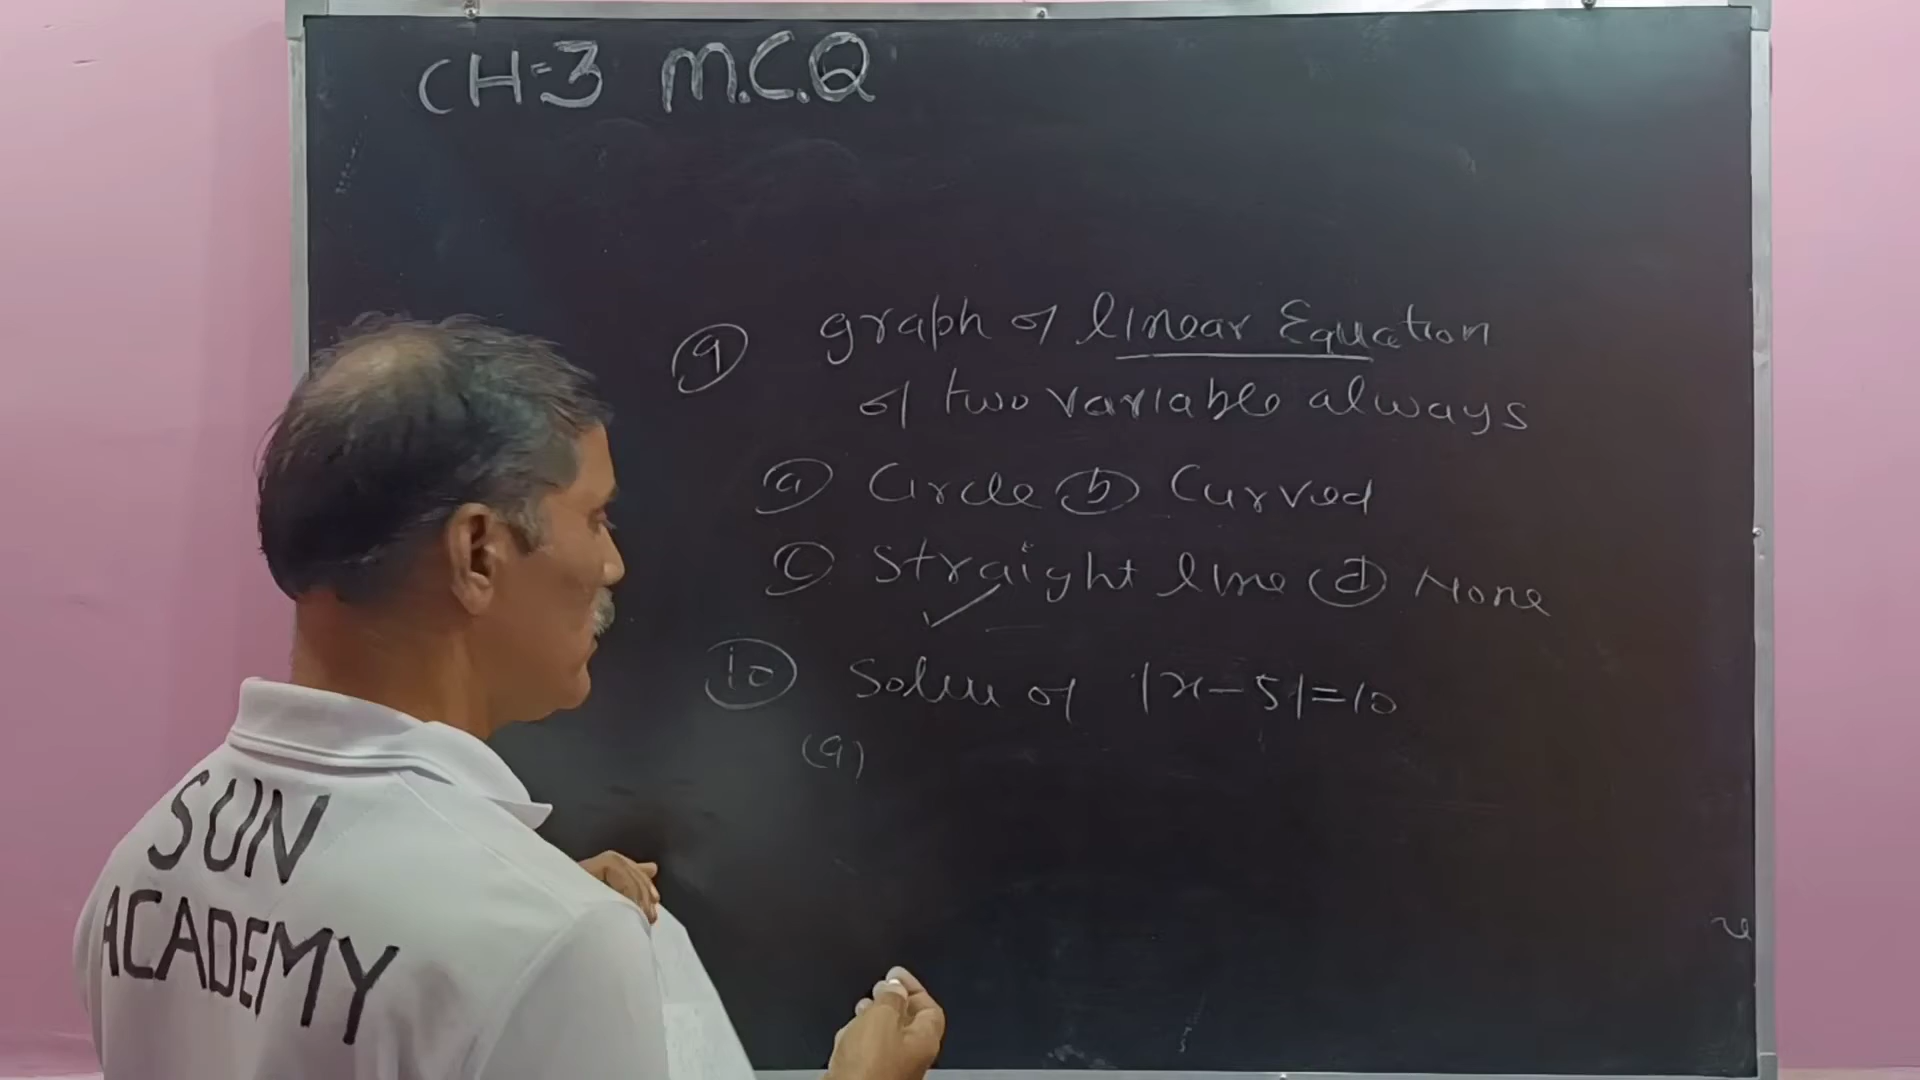 CH=3 M.C.Q
9 graph of linear Equation
of two variable always
a Circle b Curved
c Straight line d None
10 Solu of |x-5|=10
(a)
SUN
ACADEMY